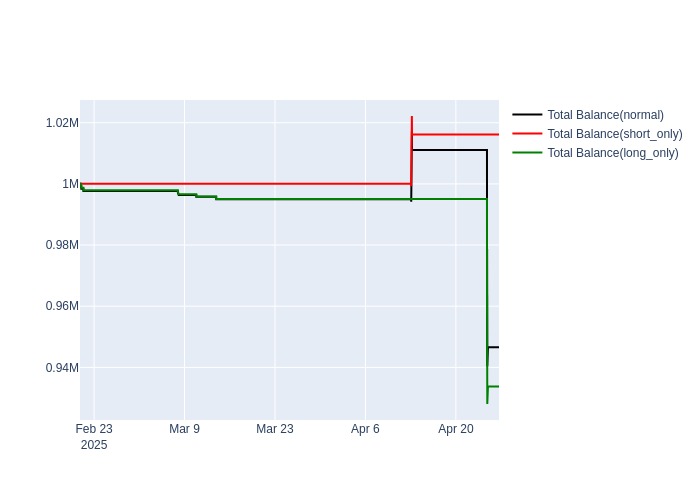 1.02M
1M
0.98M
0.96M
0.94M
Feb 23
2025
Mar 9
Mar 23
Apr 6
Apr 20
Total Balance(normal)
Total Balance(short_only)
Total Balance(long_only)